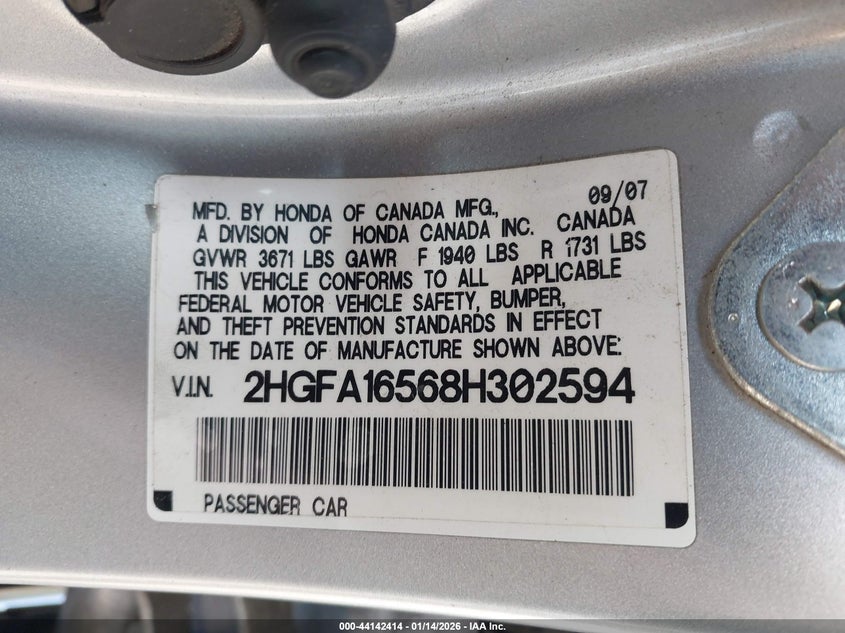 09/07
MFD. BY HONDA OF CANADA MFG.,
A DIVISION OF HONDA CANADA INC. CANADA
GVWR 3671 LBS GAWR F 1940 LBS R 1731 LBS
THIS VEHICLE CONFORMS TO ALL APPLICABLE
FEDERAL MOTOR VEHICLE SAFETY, BUMPER,
AND THEFT PREVENTION STANDARDS IN EFFECT
ON THE DATE OF MANUFACTURE SHOWN ABOVE:
V.I.N. 2HGFA16568H302594
PASSENGER CAR
000-44142414 | 01/14/2026 | IAA Inc.